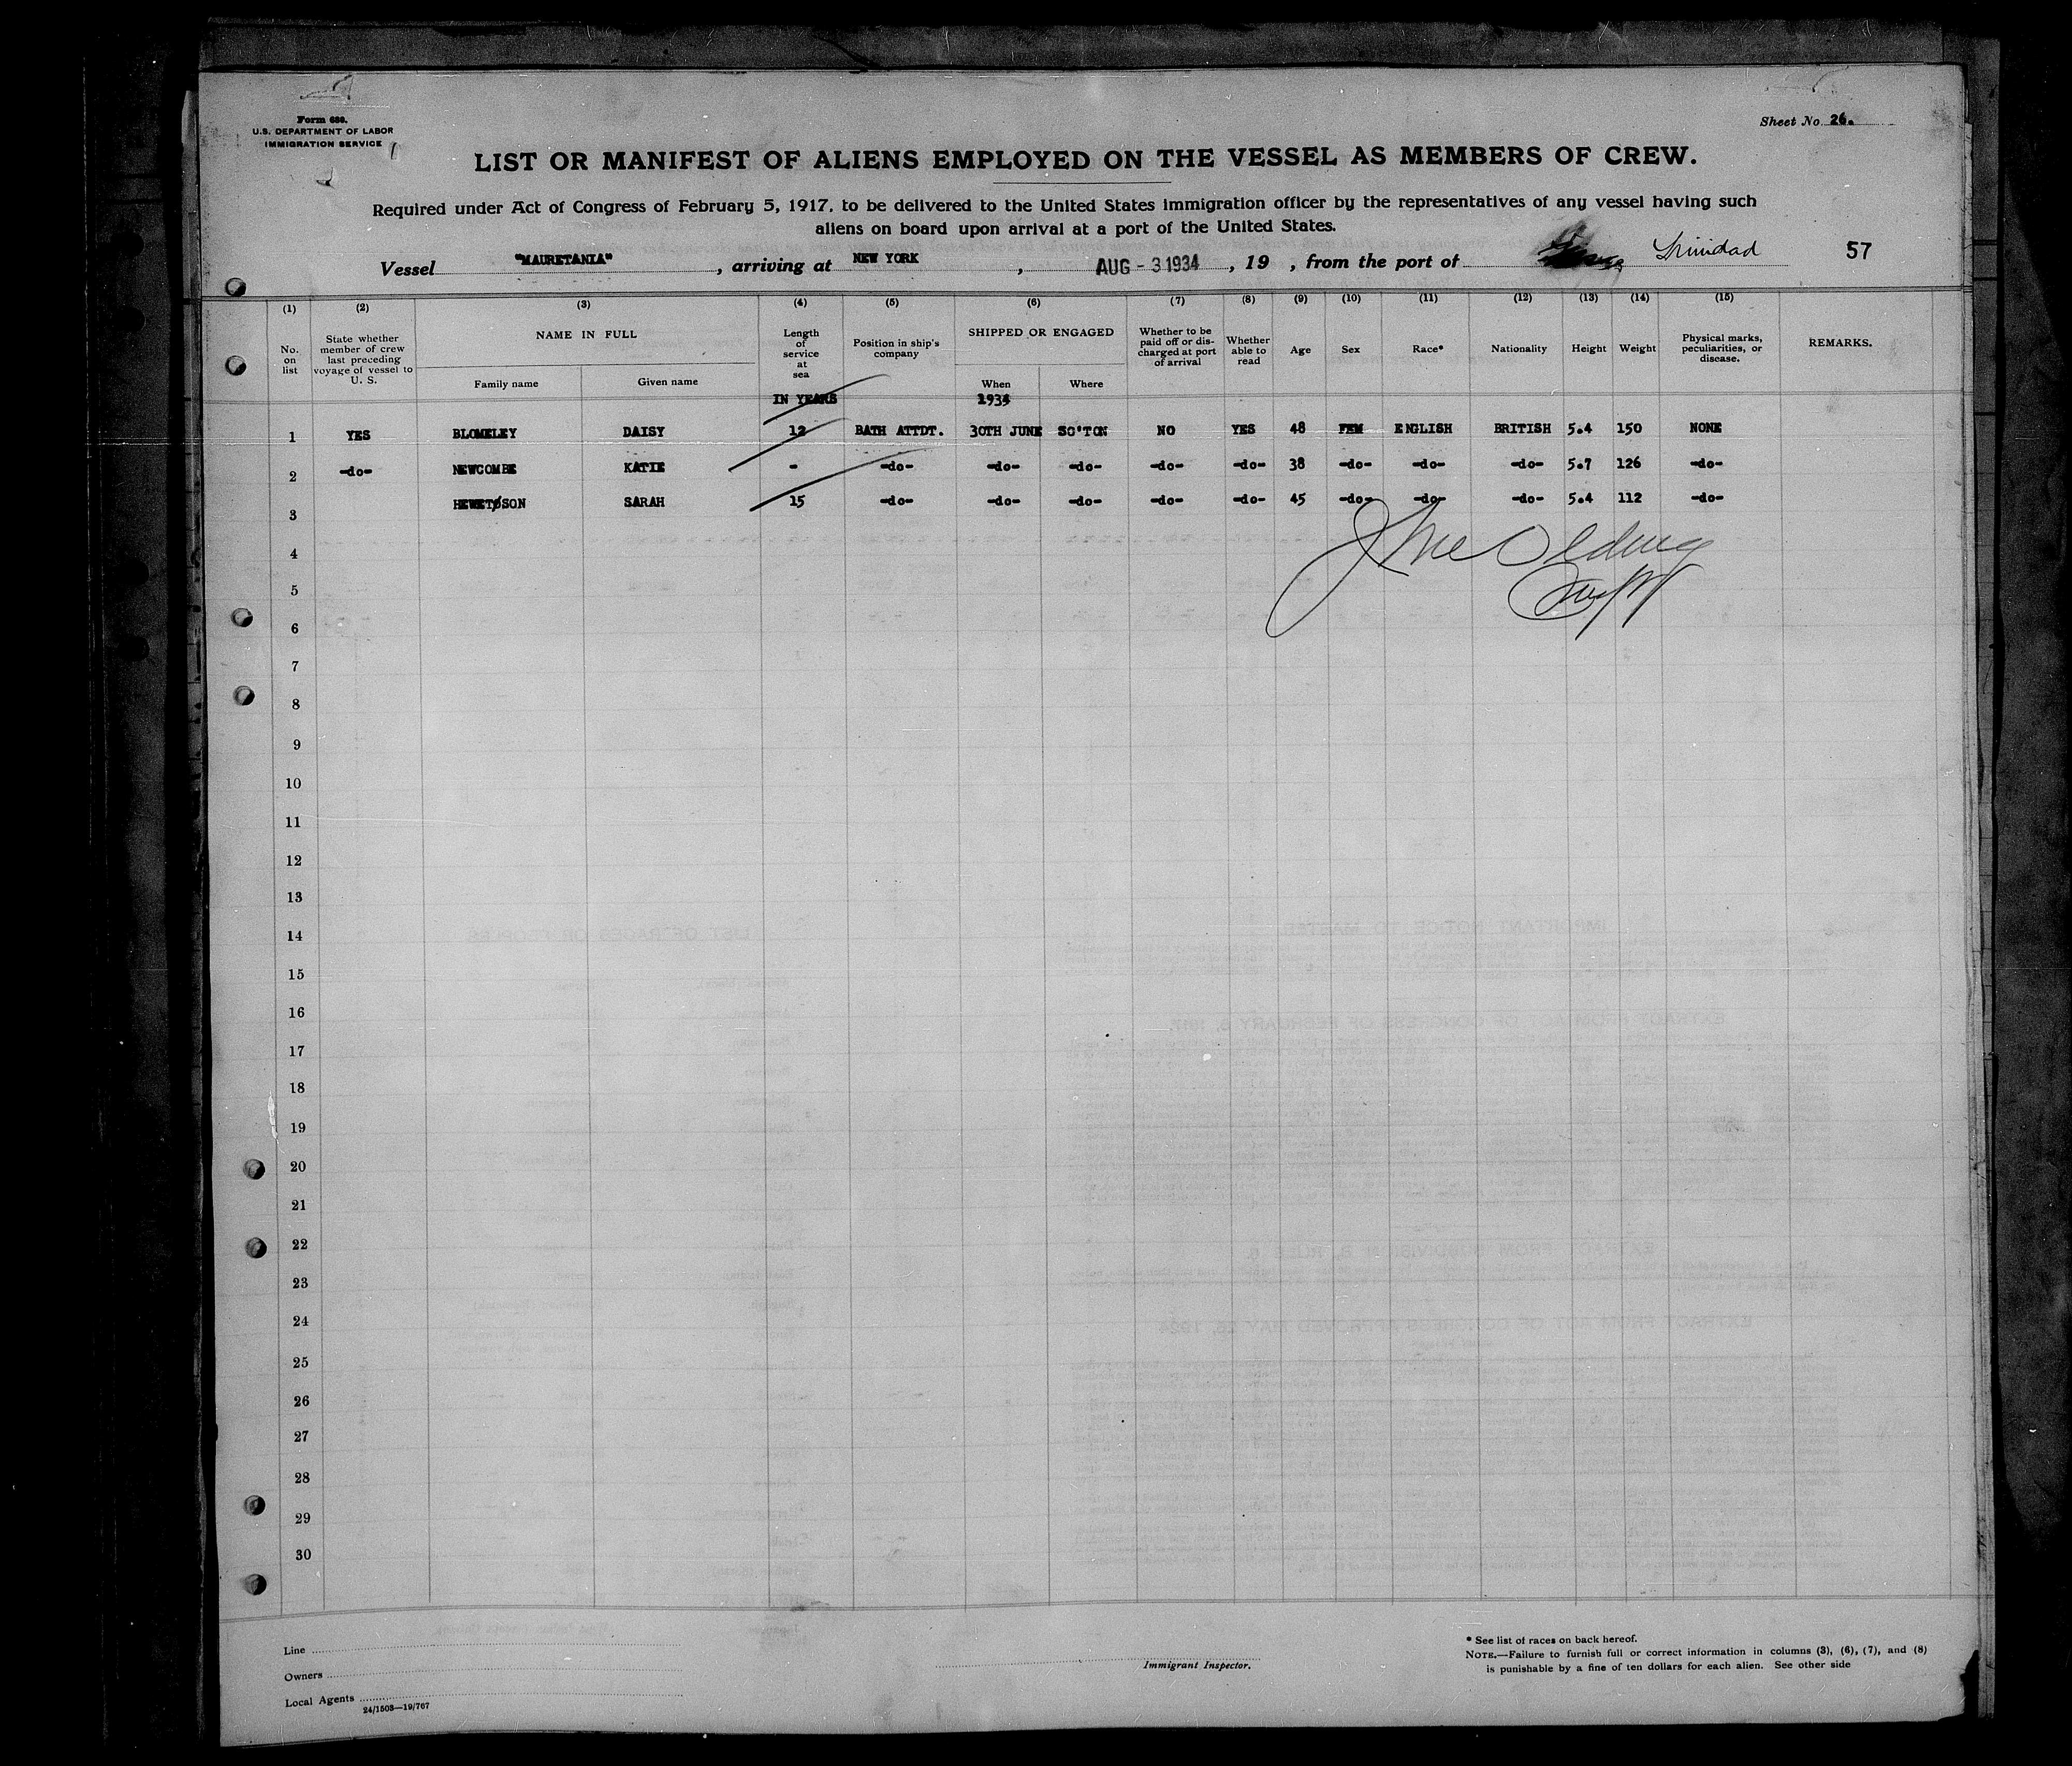 Form 680.
U.S. DEPARTMENT OF LABOR
IMMIGRATION SERVICE
Sheet No 26.
LIST OR MANIFEST OF ALIENS EMPLOYED ON THE VESSEL AS MEMBERS OF CREW.
Required under Act of Congress of February 5, 1917, to be delivered to the United States immigration officer by the representatives of any vessel having such
aliens on board upon arrival at a port of the United States.
Vessel "MAURETANIA", arriving at NEW YORK, AUG - 3 1934, 19 , from the port of Trinidad 57
(1) (2) (3) (4) (5) (6) (7) (8) (9) (10) (11) (12) (13) (14) (15)
No. on list State whether member of crew last preceding voyage of vessel to U. S. NAME IN FULL Family name Given name Length of service at sea Position in ship's company SHIPPED OR ENGAGED When Where Whether to be paid off or discharged at port of arrival Whether able to read Age Sex Race* Nationality Height Weight Physical marks, peculiarities, or disease. REMARKS.
IN YEARS 1934
1 YES BLOMELEY DAISY 12 BATH ATTDT. 30TH JUNE SO'TON NO YES 48 FEM ENGLISH BRITISH 5.4 150 NONE
2 -do- NEWCOMBE KATIE - -do- -do- -do- -do- -do- 38 -do- -do- -do- 5.7 126 -do-
3 HEWETSON SARAH 15 -do- -do- -do- -do- -do- 45 -do- -do- -do- 5.4 112 -do-
4
5
6
7
8
9
10
11
12
13
14
15
16
17
18
19
20
21
22
23
24
25
26
27
28
29
30
Line
Owners
Local Agents
24/1503—19/767
Immigrant Inspector.
* See list of races on back hereof.
NOTE.—Failure to furnish full or correct information in columns (3), (6), (7), and (8)
is punishable by a fine of ten dollars for each alien. See other side